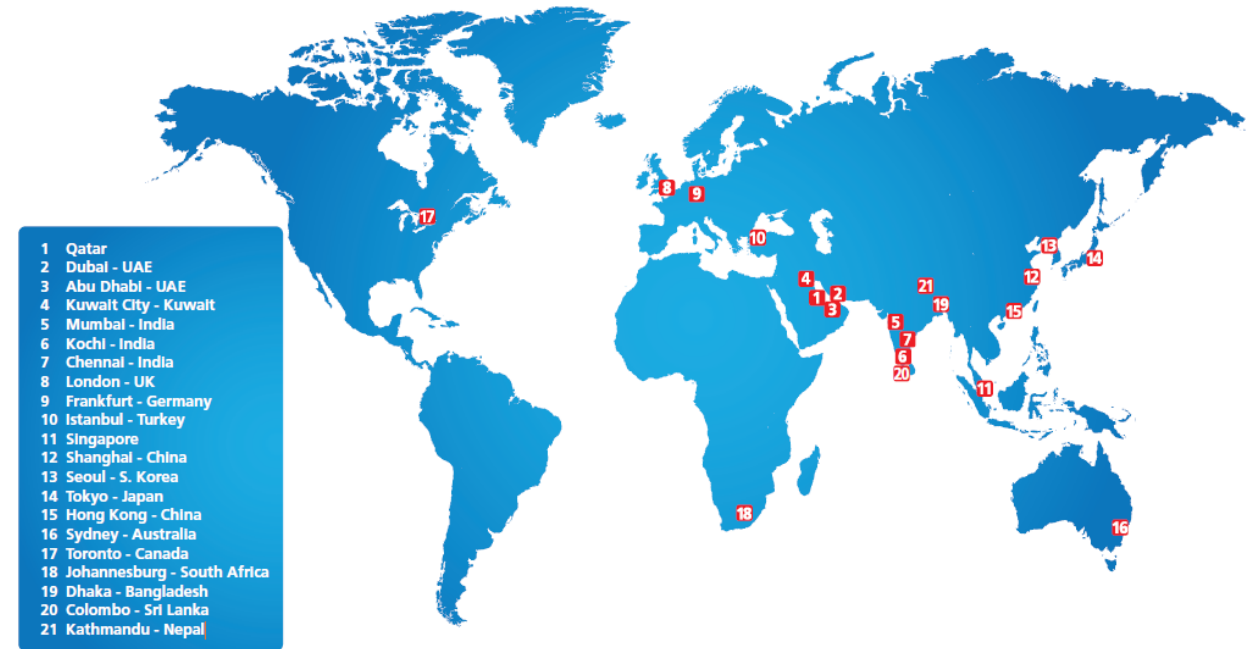 1 Qatar
2 Dubai - UAE
3 Abu Dhabi - UAE
4 Kuwait City - Kuwait
5 Mumbai - India
6 Kochi - India
7 Chennai - India
8 London - UK
9 Frankfurt - Germany
10 Istanbul - Turkey
11 Singapore
12 Shanghai - China
13 Seoul - S. Korea
14 Tokyo - Japan
15 Hong Kong - China
16 Sydney - Australia
17 Toronto - Canada
18 Johannesburg - South Africa
19 Dhaka - Bangladesh
20 Colombo - Sri Lanka
21 Kathmandu - Nepal
8
9
17
10
13
14
4
12
21
1
2
3
19
15
5
7
6
20
11
18
16